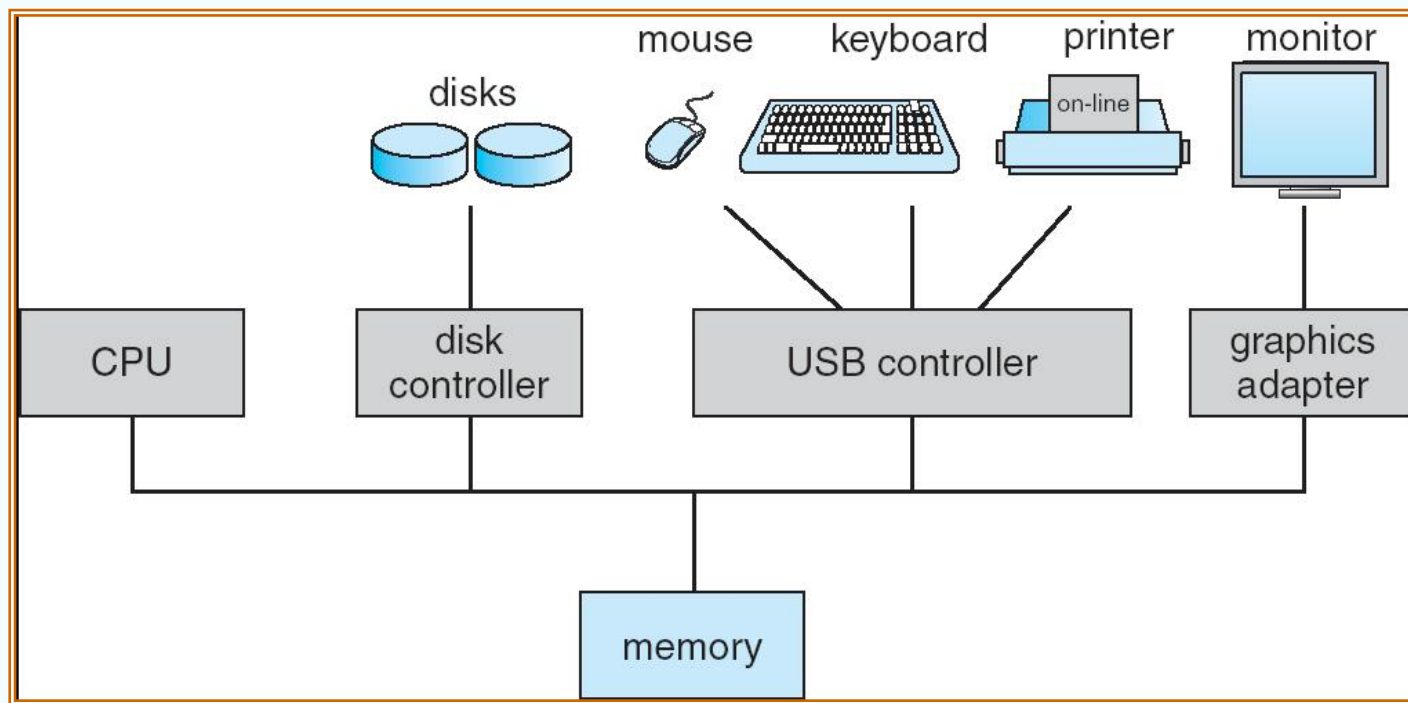 mouse
keyboard
printer
monitor
disks
on-line
CPU
disk
controller
USB controller
graphics
adapter
memory